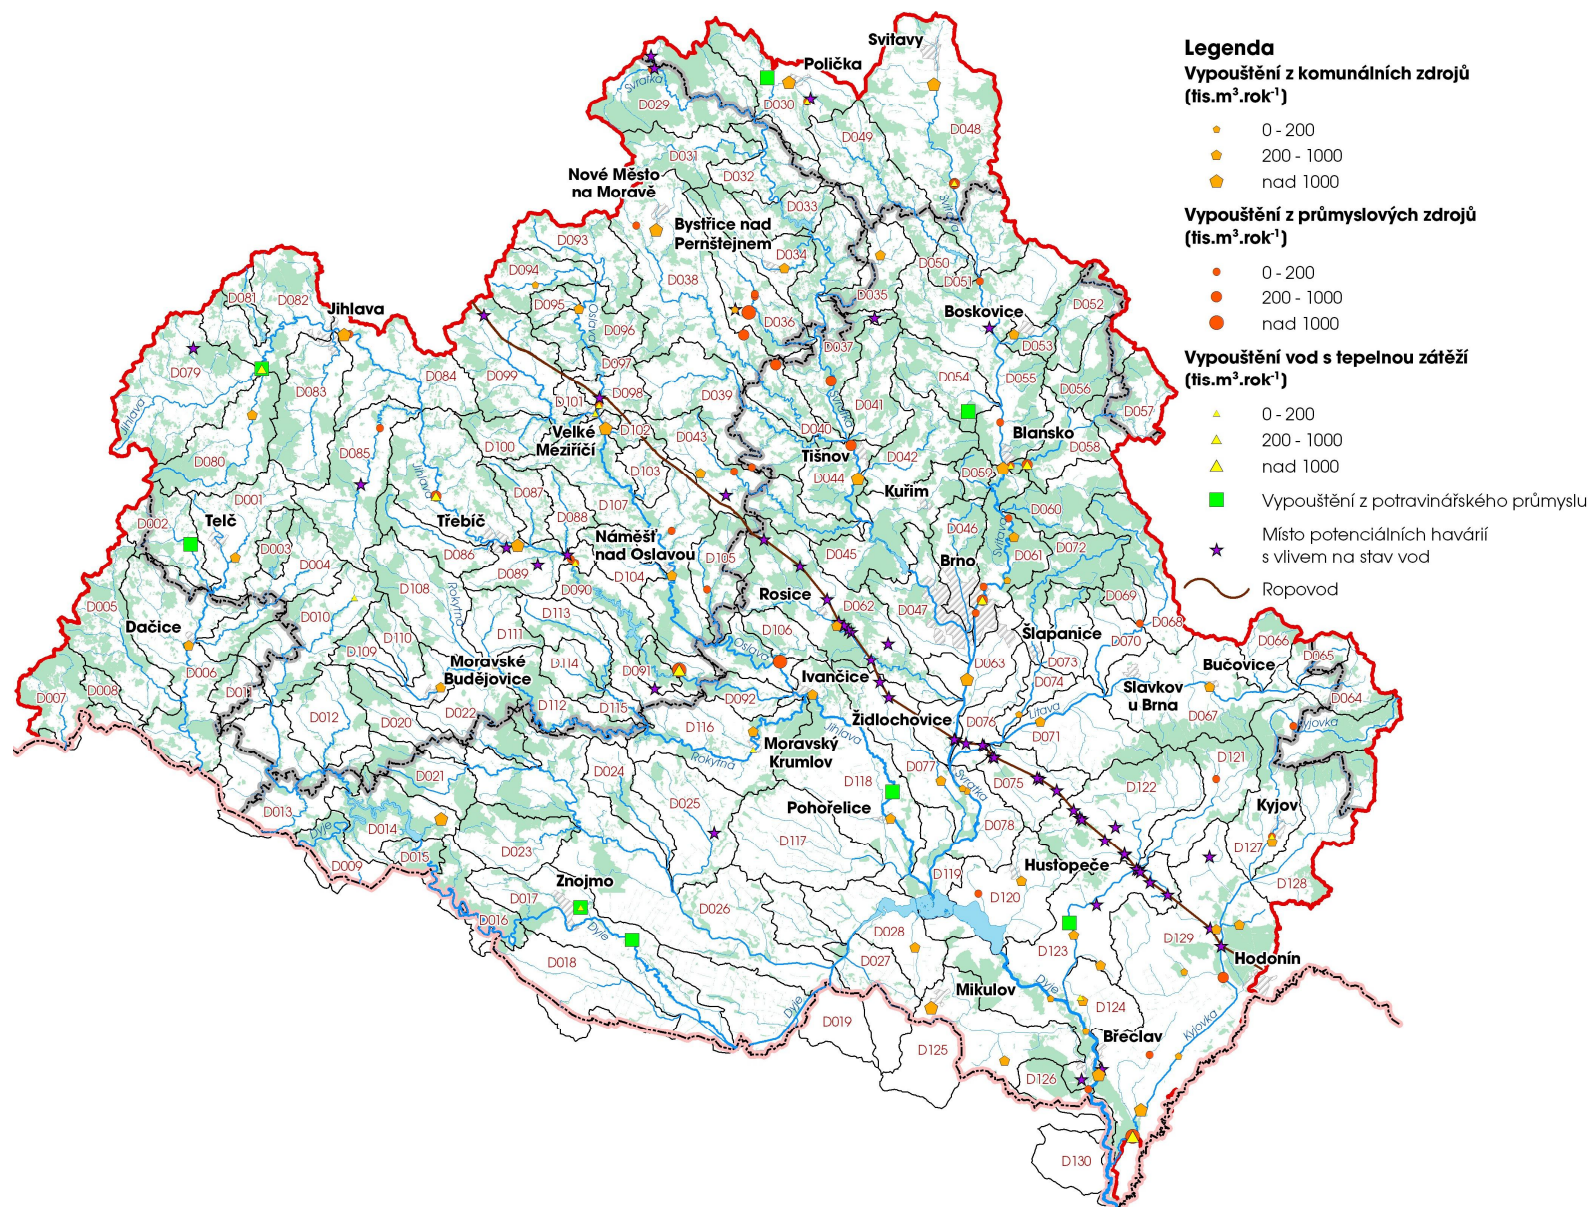 Legenda
Vypouštění z komunálních zdrojů
(tis.m³.rok⁻¹)
0 - 200
200 - 1000
nad 1000
Vypouštění z průmyslových zdrojů
(tis.m³.rok⁻¹)
0 - 200
200 - 1000
nad 1000
Vypouštění vod s tepelnou zátěží
(tis.m³.rok⁻¹)
0 - 200
200 - 1000
nad 1000
Vypouštění z potravinářského průmyslu
Místo potenciálních havárií
s vlivem na stav vod
Ropovod
Svitavy
Polička
Svratka
D029
D030
D049
D048
D031
D032
Nové Město
na Moravě
D033
Svitava
Bystřice nad
Pernštejnem
D093
D034
D050
D094
D038
D051
D035
D052
D081
D082
D095
Oslava
Jihlava
D096
D036
Boskovice
D053
D037
D079
D097
D084
D099
D083
D054
D055
D056
D098
D039
D101
Svratka
D041
D057
Jihlava
Velké
Meziříčí
D102
D043
D040
Blansko
D100
D058
D080
D085
Tišnov
D042
D103
D059
Jihlava
D044
Kuřim
D001
D087
D107
D060
Telč
D002
Třebíč
D088
Náměšť
nad Oslavou
D046
Svitava
D003
D086
D045
D061
D072
D004
D089
D105
Brno
D104
D090
D108
Rokytná
Rosice
D005
D010
D113
D062
D047
D069
Dačice
D068
D110
D111
D106
Šlapanice
D070
D066
D109
Oslava
D065
D006
Moravské
Budějovice
D114
D063
D073
Bučovice
D091
Ivančice
D074
D007
D008
D011
D092
Slavkov
u Brna
D064
D112
D115
Židlochovice
Litava
D067
D012
D020
D022
D116
D076
Kyjovka
D071
Jihlava
Moravský
Krumlov
Rokytná
D121
D021
D024
D077
Svratka
D075
D118
D122
D025
Pohořelice
Kyjov
D013
Dyje
D014
D078
D117
D127
D023
D009
D015
Hustopeče
D119
D128
Znojmo
D017
D120
D026
D016
Dyje
D028
D123
D129
D018
D027
Hodonín
Mikulov
Dyje
D124
Dyje
D019
Břeclav
Kyjovka
D125
D126
D130